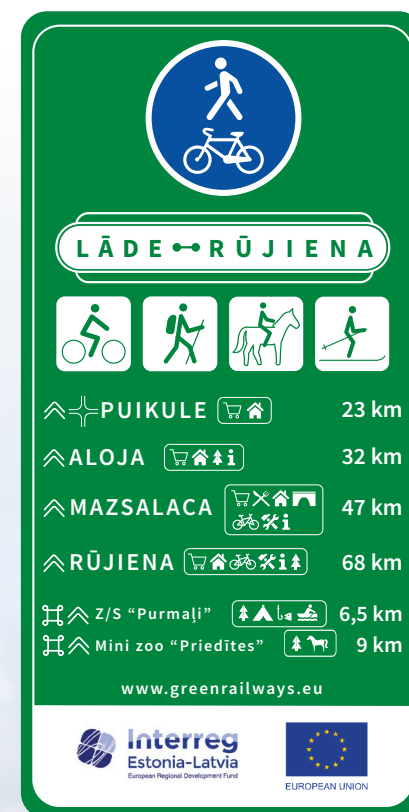 LĀDE RŪJIENA
PUIKULE 23 km
ALOJA i 32 km
MAZSALACA i 47 km
RŪJIENA i 68 km
Z/S “Purmaļi” 6,5 km
Mini zoo “Priedītes” 9 km
www.greenrailways.eu
Interreg
Estonia-Latvia
European Regional Development Fund
EUROPEAN UNION